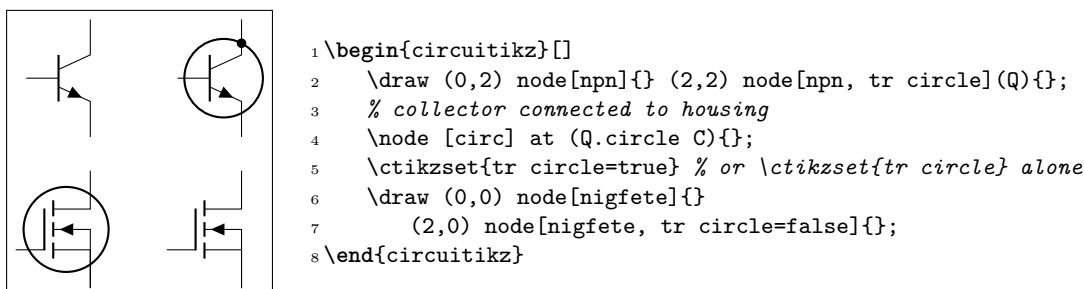 1 \begin{circuitikz}[]
2 \draw (0,2) node[npn]{} (2,2) node[npn, tr circle](Q){};
3 % collector connected to housing
4 \node [circ] at (Q.circle C){};
5 \ctikzset{tr circle=true} % or \ctikzset{tr circle} alone
6 \draw (0,0) node[nigfete]{}
7 (2,0) node[nigfete, tr circle=false]{};
8 \end{circuitikz}